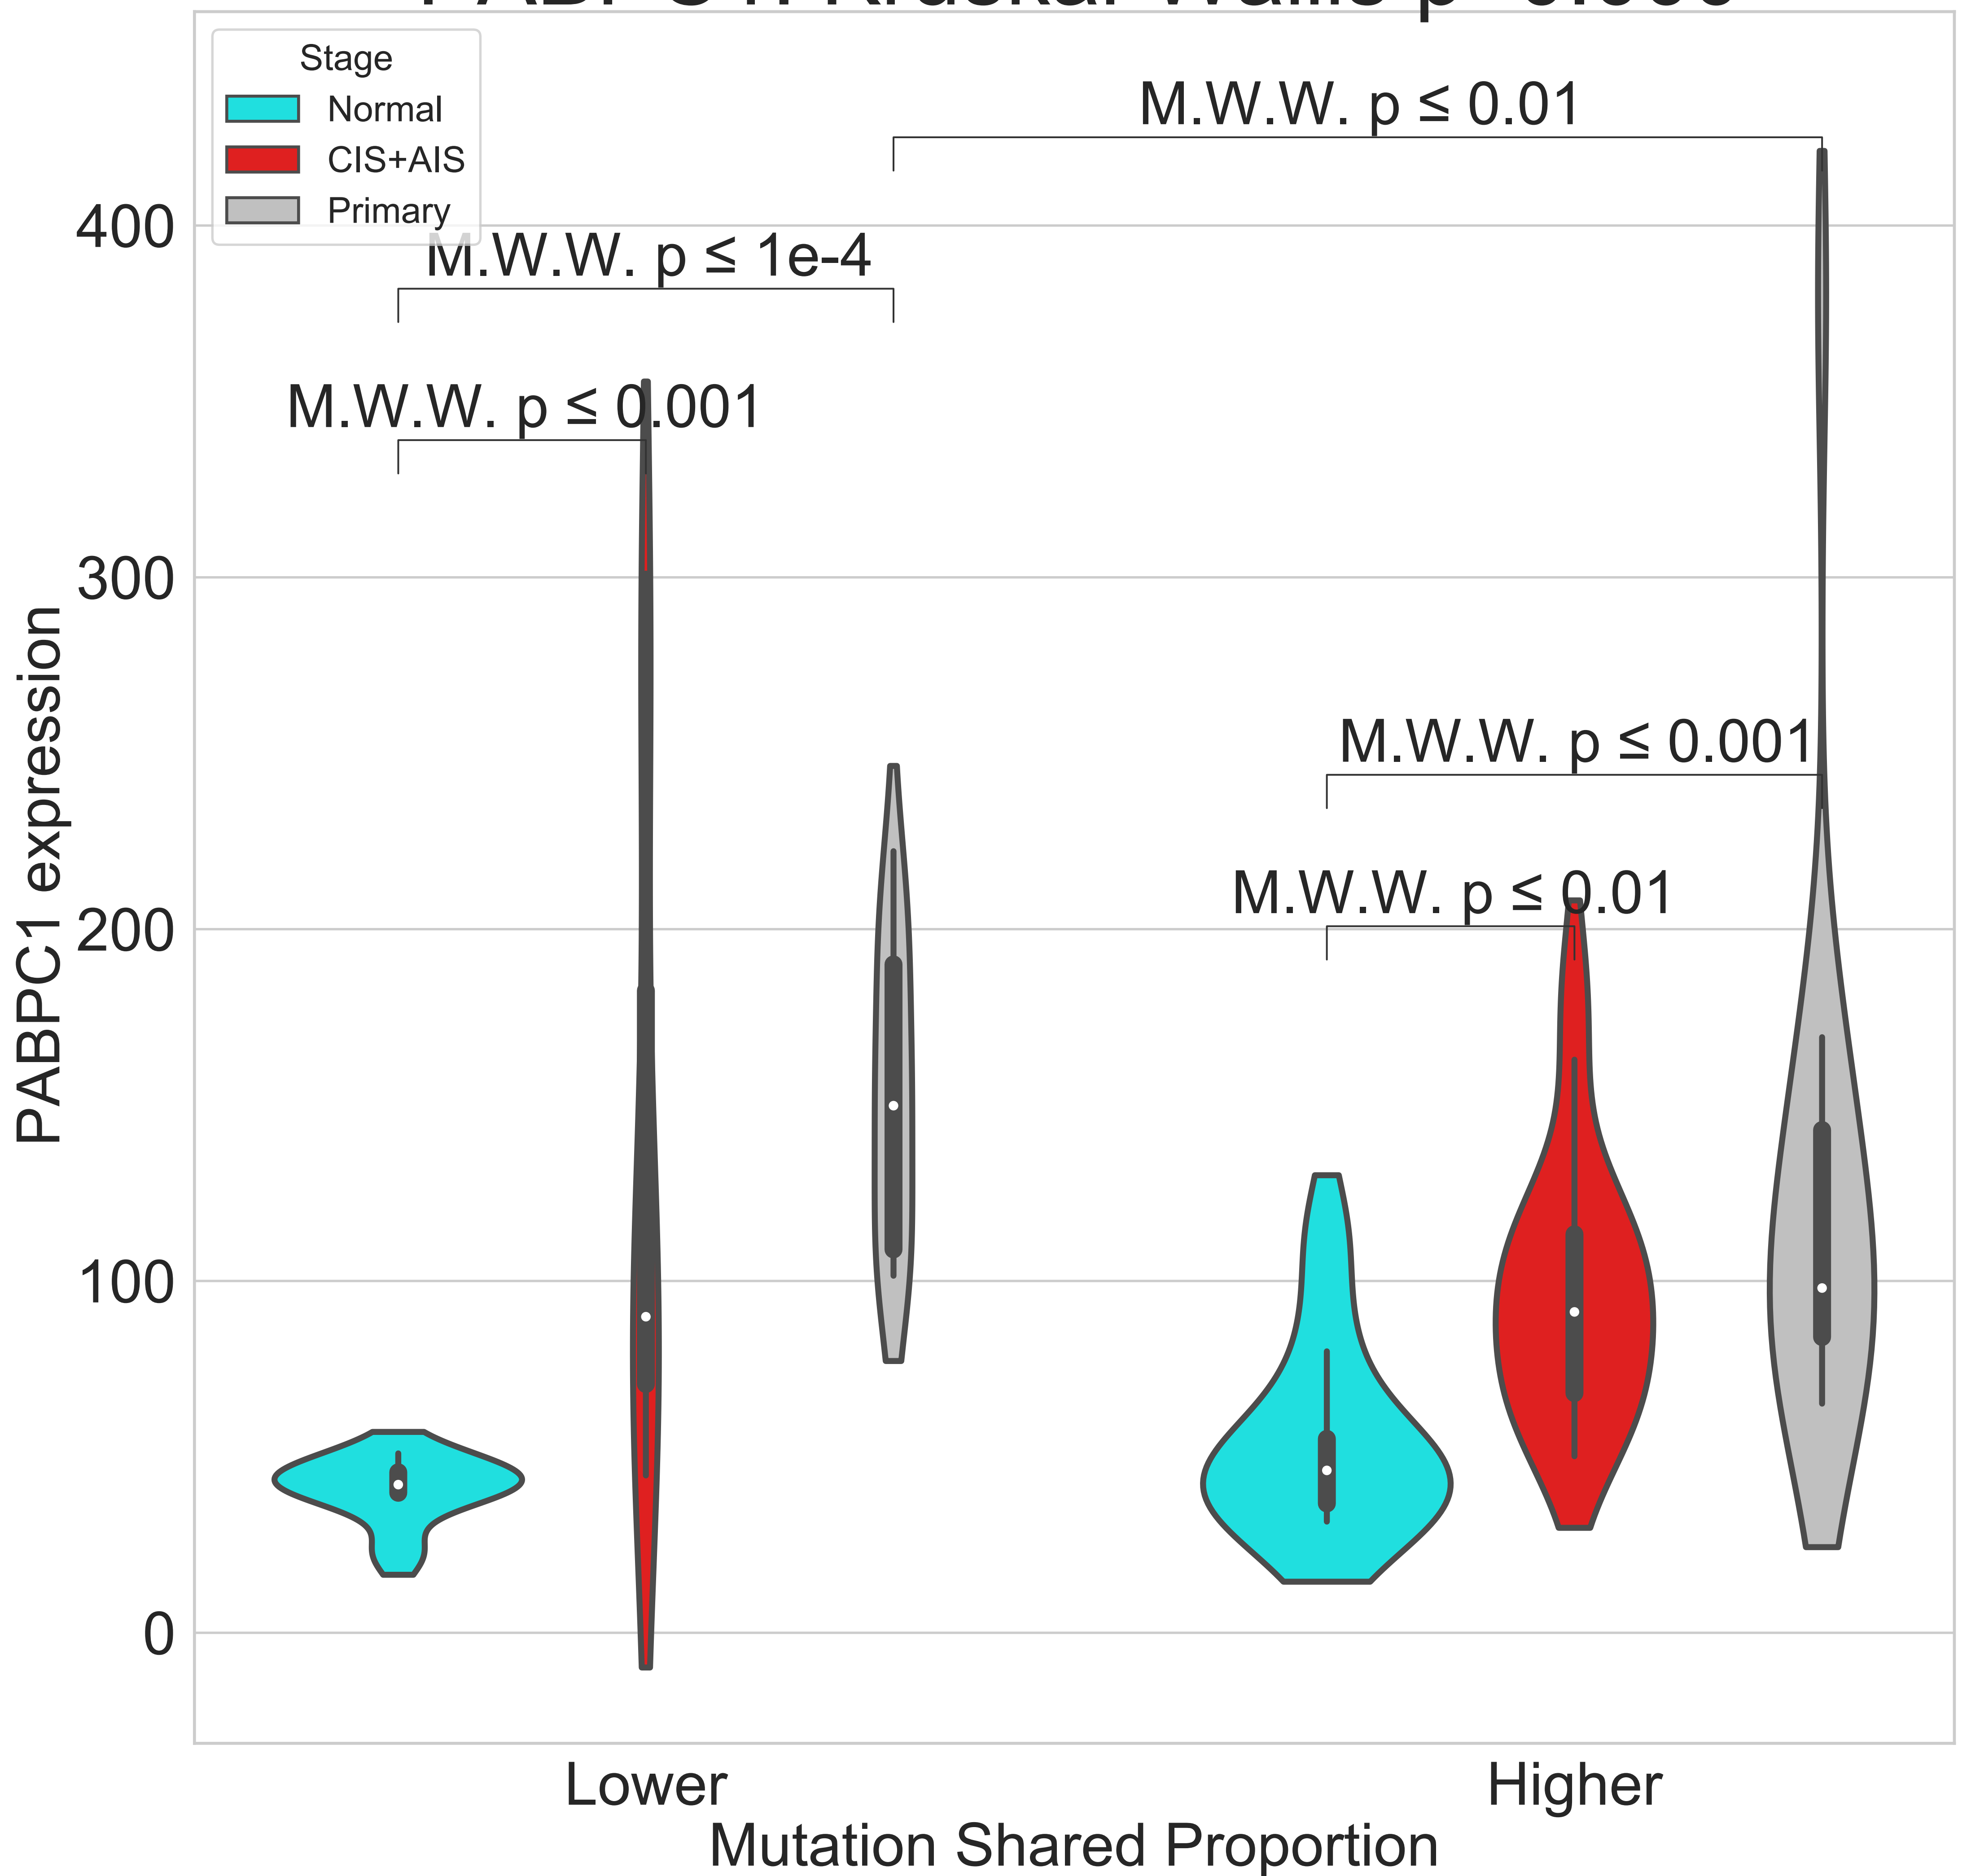 Stage
Normal
CIS+AIS
Primary
M.W.W. p ≤ 0.01
M.W.W. p ≤ 1e-4
M.W.W. p ≤ 0.001
M.W.W. p ≤ 0.001
M.W.W. p ≤ 0.01
400
300
200
100
0
PABPC1 expression
Lower
Higher
Mutation Shared Proportion